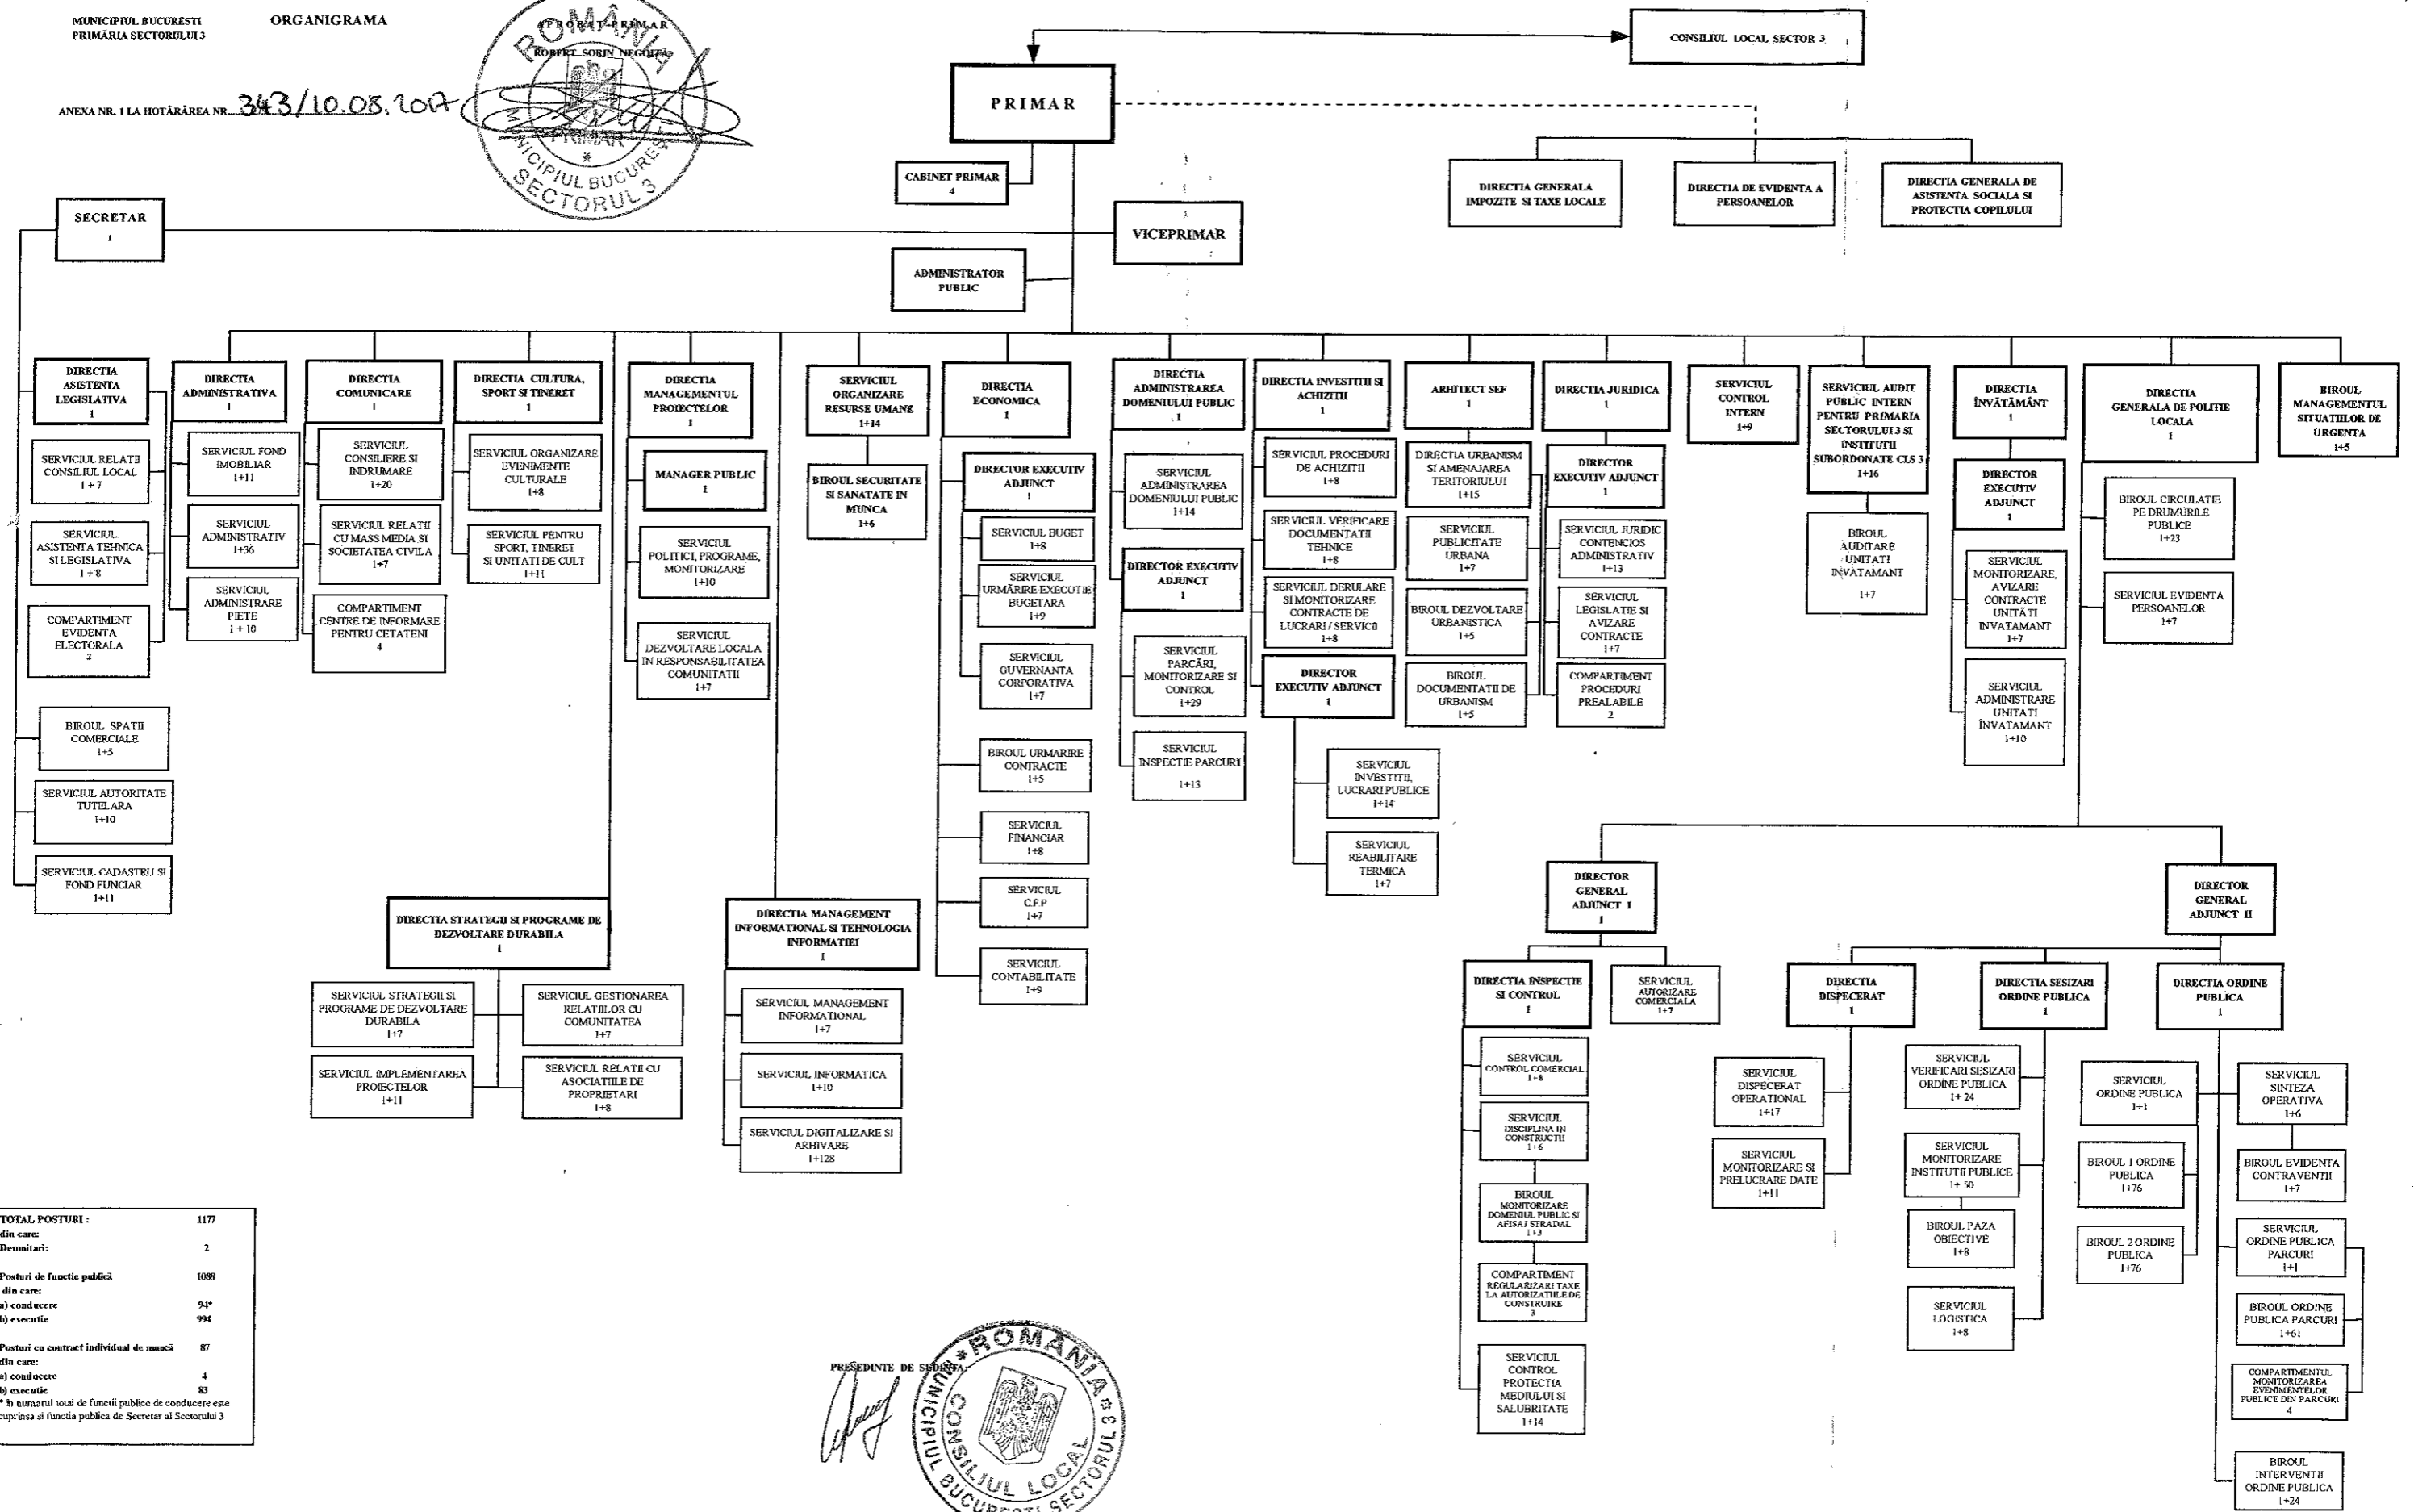 MUNICIPIUL BUCURESTI
PRIMĂRIA SECTORULUI 3
ORGANIGRAMA
APROBAT PRIMAR
ROBERT SORIN NEGOIȚĂ
ANEXA NR. 1 LA HOTĂRÂREA NR. 343/10.08.2017
ROMÂNIA
PRIMAR
MUNICIPIUL BUCUREȘTI
SECTORUL 3
CONSILIUL LOCAL SECTOR 3
PRIMAR
CABINET PRIMAR
4
DIRECTIA GENERALA
IMPOZITE SI TAXE LOCALE
DIRECTIA DE EVIDENTA A
PERSOANELOR
DIRECTIA GENERALA DE
ASISTENTA SOCIALA SI
PROTECTIA COPILULUI
SECRETAR
1
VICEPRIMAR
ADMINISTRATOR
PUBLIC
DIRECTIA
ASISTENTA
LEGISLATIVA
1
SERVICIUL RELATII
CONSILIUL LOCAL
1 + 7
SERVICIUL
ASISTENTA TEHNICA
SI LEGISLATIVA
1 + 8
COMPARTIMENT
EVIDENTA
ELECTORALA
2
BIROUL SPATII
COMERCIALE
1+5
SERVICIUL AUTORITATE
TUTELARA
1+10
SERVICIUL CADASTRU SI
FOND FUNCIAR
1+11
DIRECTIA
ADMINISTRATIVA
1
SERVICIUL FOND
IMOBILIAR
1+11
SERVICIUL
ADMINISTRATIV
1+36
SERVICIUL
ADMINISTRARE
PIETE
1 + 10
DIRECTIA
COMUNICARE
1
SERVICIUL
CONSILIERE SI
INDRUMARE
1+20
SERVICIUL RELATII
CU MASS MEDIA SI
SOCIETATEA CIVILA
1+7
COMPARTIMENT
CENTRE DE INFORMARE
PENTRU CETATENI
4
DIRECTIA CULTURA,
SPORT SI TINERET
1
SERVICIUL ORGANIZARE
EVENIMENTE
CULTURALE
1+8
SERVICIUL PENTRU
SPORT, TINERET
SI UNITATI DE CULT
1+11
DIRECTIA STRATEGII SI PROGRAME DE
DEZVOLTARE DURABILA
1
SERVICIUL STRATEGII SI
PROGRAME DE DEZVOLTARE
DURABILA
1+7
SERVICIUL GESTIONAREA
RELATIILOR CU
COMUNITATEA
1+7
SERVICIUL IMPLEMENTAREA
PROIECTELOR
1+11
SERVICIUL RELATII CU
ASOCIATIILE DE
PROPRIETARI
1+8
DIRECTIA
MANAGEMENTUL
PROIECTELOR
1
MANAGER PUBLIC
1
SERVICIUL
POLITICI, PROGRAME,
MONITORIZARE
1+10
SERVICIUL
DEZVOLTARE LOCALA
IN RESPONSABILITATEA
COMUNITATII
1+7
DIRECTIA MANAGEMENT
INFORMATIONAL SI TEHNOLOGIA
INFORMATIEI
1
SERVICIUL MANAGEMENT
INFORMATIONAL
1+7
SERVICIUL INFORMATICA
1+10
SERVICIUL DIGITALIZARE SI
ARHIVARE
1+128
SERVICIUL
ORGANIZARE
RESURSE UMANE
1+14
BIROUL SECURITATE
SI SANATATE IN
MUNCA
1+6
DIRECTIA
ECONOMICA
1
DIRECTOR EXECUTIV
ADJUNCT
1
SERVICIUL BUGET
1+8
SERVICIUL
URMĂRIRE EXECUTIE
BUGETARA
1+9
SERVICIUL
GUVERNANTA
CORPORATIVA
1+7
BIROUL URMARIRE
CONTRACTE
1+5
SERVICIUL
FINANCIAR
1+8
SERVICIUL
C.F.P
1+7
SERVICIUL
CONTABILITATE
1+9
DIRECTIA
ADMINISTRAREA
DOMENIULUI PUBLIC
1
SERVICIUL
ADMINISTRAREA
DOMENIULUI PUBLIC
1+14
DIRECTOR EXECUTIV
ADJUNCT
1
SERVICIUL
PARCĂRI,
MONITORIZARE SI
CONTROL
1+29
SERVICIUL
INSPECTIE PARCURI
1+13
DIRECTIA INVESTITII SI
ACHIZITII
1
SERVICIUL PROCEDURI
DE ACHIZITII
1+8
SERVICIUL VERIFICARE
DOCUMENTATII
TEHNICE
1+8
SERVICIUL DERULARE
SI MONITORIZARE
CONTRACTE DE
LUCRARI / SERVICII
1+8
DIRECTOR
EXECUTIV ADJUNCT
1
SERVICIUL
INVESTITII,
LUCRARI PUBLICE
1+14
SERVICIUL
REABILITARE
TERMICA
1+7
ARHITECT SEF
1
DIRECTIA URBANISM
SI AMENAJAREA
TERITORIULUI
1+15
SERVICIUL
PUBLICITATE
URBANA
1+7
BIROUL DEZVOLTARE
URBANISTICA
1+5
BIROUL
DOCUMENTATII DE
URBANISM
1+5
DIRECTIA JURIDICA
1
DIRECTOR
EXECUTIV ADJUNCT
1
SERVICIUL JURIDIC
CONTENCIOS
ADMINISTRATIV
1+13
SERVICIUL
LEGISLATIE SI
AVIZARE
CONTRACTE
1+7
COMPARTIMENT
PROCEDURI
PREALABILE
2
SERVICIUL
CONTROL
INTERN
1+9
SERVICIUL AUDIT
PUBLIC INTERN
PENTRU PRIMARIA
SECTORULUI 3 SI
INSTITUTII
SUBORDONATE CLS 3
1+16
BIROUL
AUDITARE
UNITATI
INVATAMANT
1+7
DIRECTIA
ÎNVĂTĂMÂNT
1
DIRECTOR
EXECUTIV
ADJUNCT
1
SERVICIUL
MONITORIZARE,
AVIZARE
CONTRACTE
UNITĂTI
INVATAMANT
1+7
SERVICIUL
ADMINISTRARE
UNITATI
ÎNVATAMANT
1+10
DIRECTIA
GENERALA DE POLITIE
LOCALA
1
BIROUL CIRCULATIE
PE DRUMURILE
PUBLICE
1+23
SERVICIUL EVIDENTA
PERSOANELOR
1+7
BIROUL
MANAGEMENTUL
SITUATIILOR DE
URGENTA
1+5
DIRECTOR
GENERAL
ADJUNCT I
1
DIRECTIA INSPECTIE
SI CONTROL
1
SERVICIUL
AUTORIZARE
COMERCIALA
1+7
SERVICIUL
CONTROL COMERCIAL
1+8
SERVICIUL
DISCIPLINA IN
CONSTRUCTII
1+6
BIROUL
MONITORIZARE
DOMENIUL PUBLIC SI
AFISAJ STRADAL
1+3
COMPARTIMENT
REGULARIZARI TAXE
LA AUTORIZATIILE DE
CONSTRUIRE
3
SERVICIUL
CONTROL
PROTECTIA
MEDIULUI SI
SALUBRITATE
1+14
DIRECTOR
GENERAL
ADJUNCT II
DIRECTIA
DISPECERAT
1
SERVICIUL
DISPECERAT
OPERATIONAL
1+17
SERVICIUL
MONITORIZARE SI
PRELUCRARE DATE
1+11
DIRECTIA SESIZARI
ORDINE PUBLICA
1
SERVICIUL
VERIFICARI SESIZARI
ORDINE PUBLICA
1+ 24
SERVICIUL
MONITORIZARE
INSTITUTII PUBLICE
1+ 50
BIROUL PAZA
OBIECTIVE
1+8
SERVICIUL
LOGISTICA
1+8
DIRECTIA ORDINE
PUBLICA
1
SERVICIUL
ORDINE PUBLICA
1+1
BIROUL 1 ORDINE
PUBLICA
1+76
BIROUL 2 ORDINE
PUBLICA
1+76
SERVICIUL
SINTEZA
OPERATIVA
1+6
BIROUL EVIDENTA
CONTRAVENTII
1+7
SERVICIUL
ORDINE PUBLICA
PARCURI
1+1
BIROUL ORDINE
PUBLICA PARCURI
1+61
COMPARTIMENTUL
MONITORIZAREA
EVENIMENTELOR
PUBLICE DIN PARCURI
4
BIROUL
INTERVENTII
ORDINE PUBLICA
1+24
TOTAL POSTURI : 1177
din care:
Demnitari: 2
Posturi de functie publică 1088
din care:
a) conducere 94*
b) executie 994
Posturi cu contract individual de muncă 87
din care:
a) conducere 4
b) executie 83
* în numarul total de functii publice de conducere este
cuprinsa si functia publica de Secretar al Sectorului 3
PRESEDINTE DE SEDINTA,
ROMÂNIA
MUNICIPIUL BUCUREȘTI SECTORUL 3
CONSILIUL LOCAL